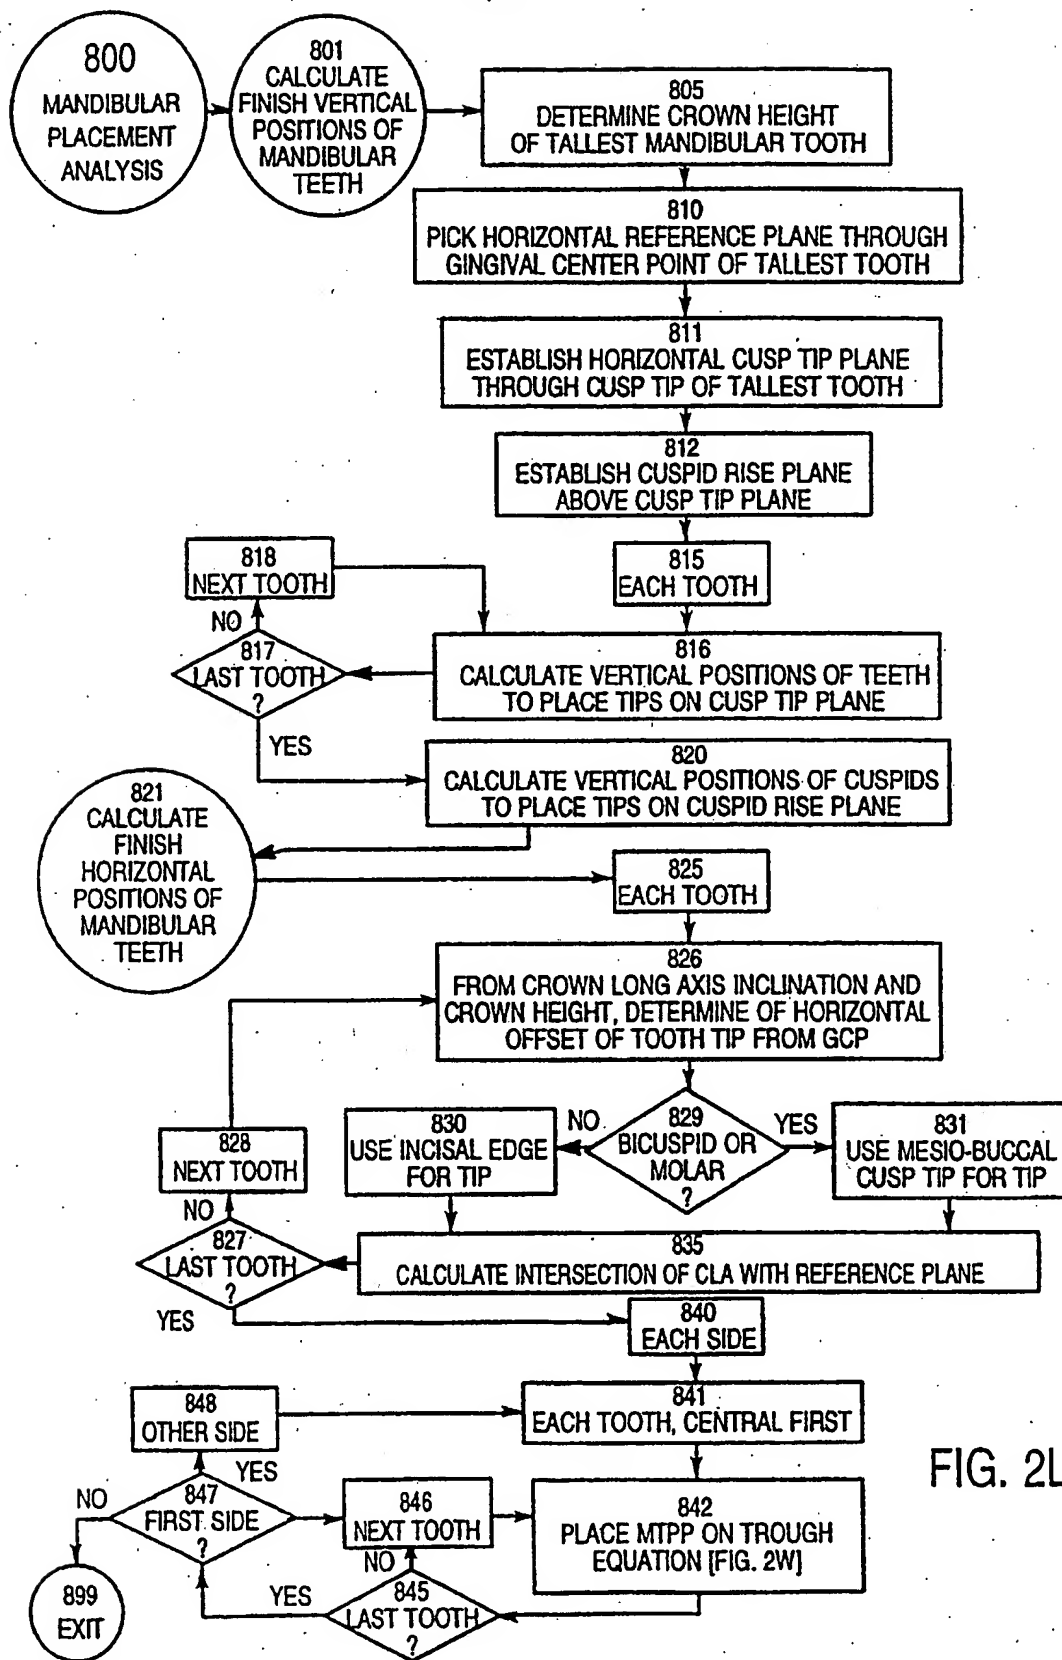 800
MANDIBULAR
PLACEMENT
ANALYSIS
801
CALCULATE
FINISH VERTICAL
POSITIONS OF
MANDIBULAR
TEETH
805
DETERMINE CROWN HEIGHT
OF TALLEST MANDIBULAR TOOTH
810
PICK HORIZONTAL REFERENCE PLANE THROUGH
GINGIVAL CENTER POINT OF TALLEST TOOTH
811
ESTABLISH HORIZONTAL CUSP TIP PLANE
THROUGH CUSP TIP OF TALLEST TOOTH
812
ESTABLISH CUSPID RISE PLANE
ABOVE CUSP TIP PLANE
815
EACH TOOTH
818
NEXT TOOTH
NO
817
LAST TOOTH
?
YES
816
CALCULATE VERTICAL POSITIONS OF TEETH
TO PLACE TIPS ON CUSP TIP PLANE
820
CALCULATE VERTICAL POSITIONS OF CUSPIDS
TO PLACE TIPS ON CUSPID RISE PLANE
821
CALCULATE
FINISH
HORIZONTAL
POSITIONS OF
MANDIBULAR
TEETH
825
EACH TOOTH
826
FROM CROWN LONG AXIS INCLINATION AND
CROWN HEIGHT, DETERMINE OF HORIZONTAL
OFFSET OF TOOTH TIP FROM GCP
829
BICUSPID OR
MOLAR
?
NO
YES
830
USE INCISAL EDGE
FOR TIP
831
USE MESIO-BUCCAL
CUSP TIP FOR TIP
828
NEXT TOOTH
NO
827
LAST TOOTH
?
YES
835
CALCULATE INTERSECTION OF CLA WITH REFERENCE PLANE
840
EACH SIDE
841
EACH TOOTH, CENTRAL FIRST
848
OTHER SIDE
YES
NO
847
FIRST SIDE
?
846
NEXT TOOTH
NO
842
PLACE MTPP ON TROUGH
EQUATION [FIG. 2W]
YES
845
LAST TOOTH
?
899
EXIT
FIG. 2L